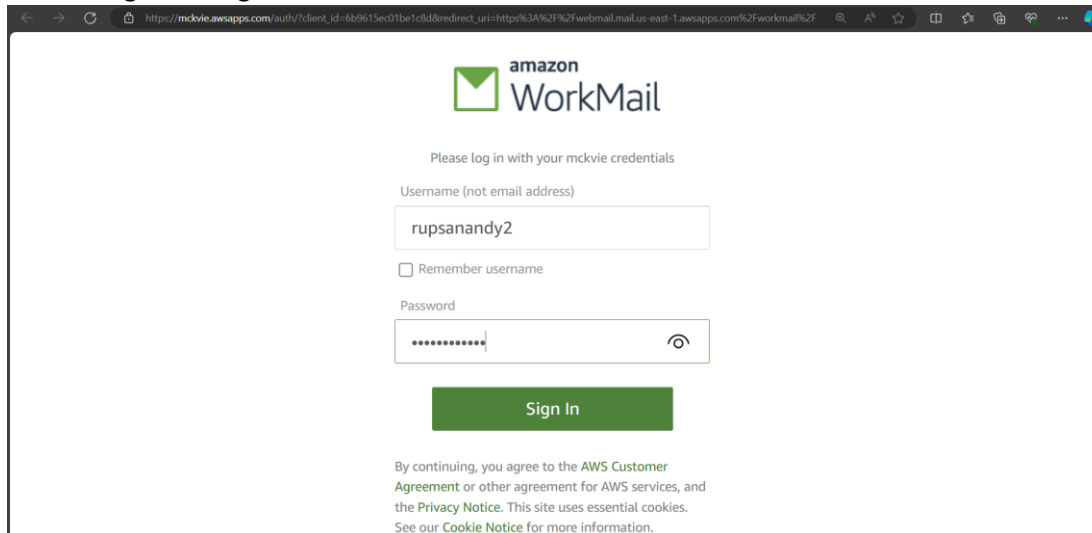 https://mckvie.awsapps.com/auth/?client_id=6b9615ec01be1c8d&redirect_uri=https%3A%2F%2Fwebmail.mail.us-east-1.awsapps.com%2Fworkmail%2F
amazon
WorkMail
Please log in with your mckvie credentials
Username (not email address)
rupsanandy2
Remember username
Password
••••••••••••
Sign In
By continuing, you agree to the AWS Customer
Agreement or other agreement for AWS services, and
the Privacy Notice. This site uses essential cookies.
See our Cookie Notice for more information.